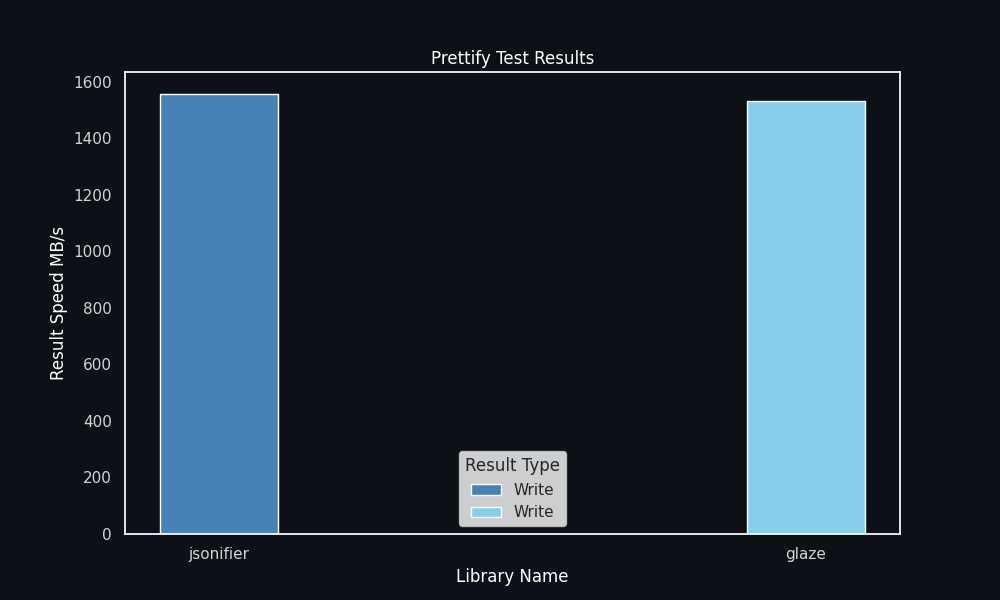 Prettify Test Results
1600
1400
1200
1000
800
600
400
200
0
Result Speed MB/s
Result Type
Write
Write
jsonifier
glaze
Library Name